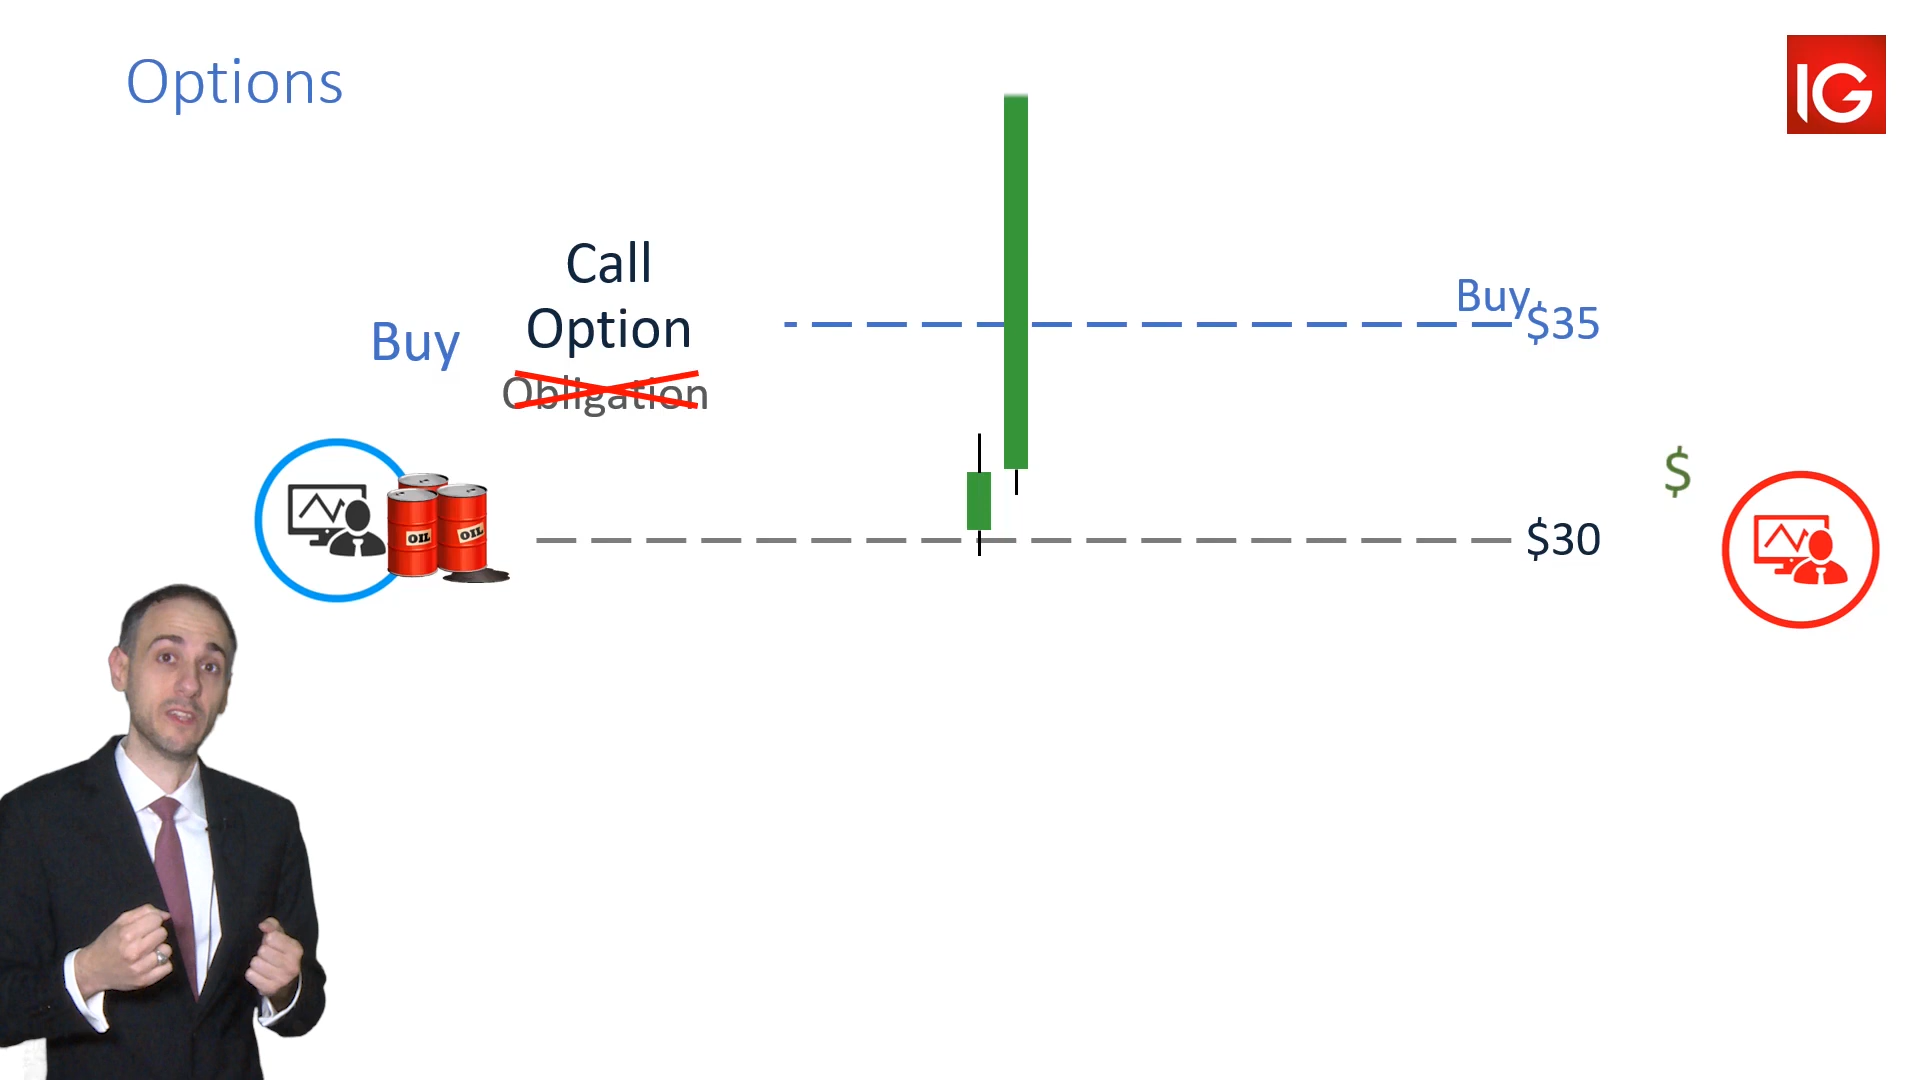 Options
IG
Call
Option
Buy
Obligation
Buy
$35
$
$30
OIL
OIL